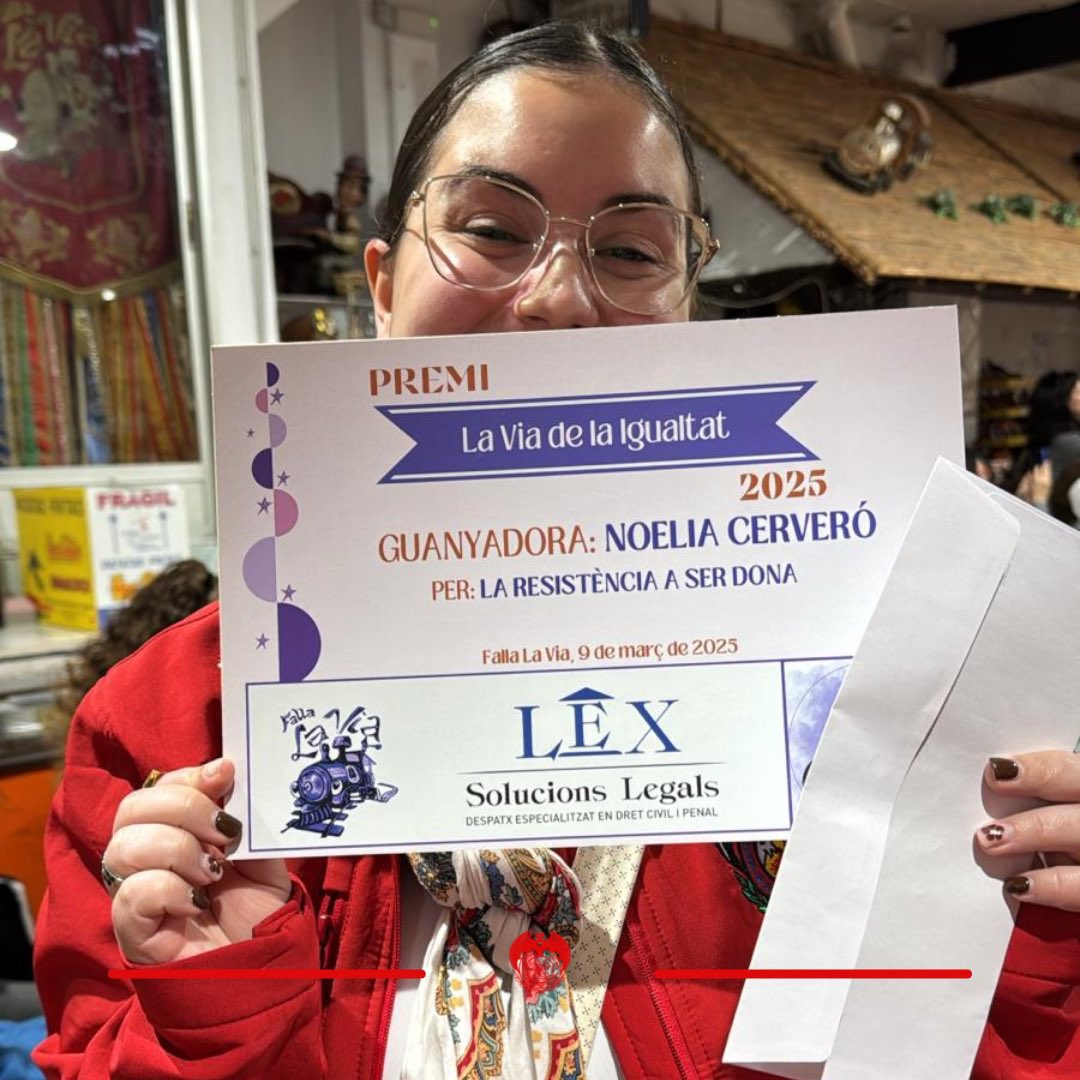 PREMI
La Via de la Igualtat
2025
GUANYADORA: NOELIA CERVERÓ
PER: LA RESISTÈNCIA A SER DONA
Falla La Via, 9 de març de 2025
Falla
La Via
LEX
Solucions Legals
DESPATX ESPECIALITZAT EN DRET CIVIL I PENAL
FRAGIL